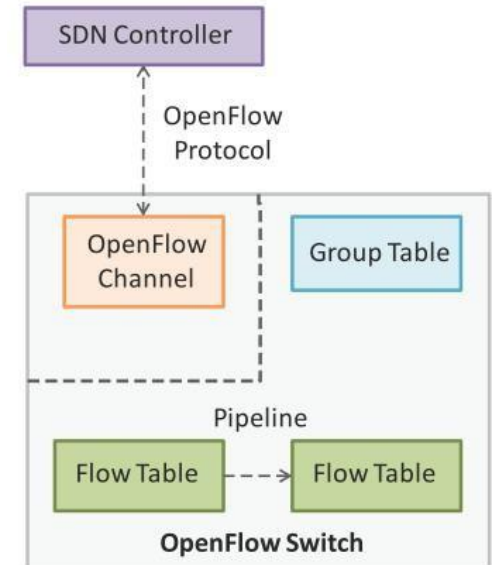 SDN Controller
OpenFlow
Protocol
OpenFlow
Channel
Group Table
Pipeline
Flow Table
Flow Table
OpenFlow Switch